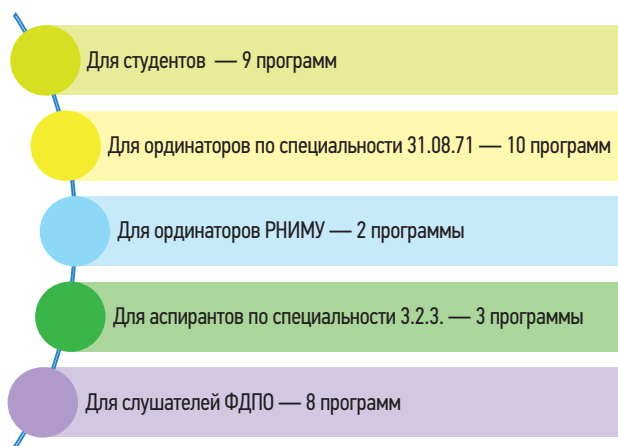 Для студентов — 9 программ
Для ординаторов по специальности 31.08.71 — 10 программ
Для ординаторов РНИМУ — 2 программы
Для аспирантов по специальности 3.2.3. — 3 программы
Для слушателей ФДПО — 8 программ